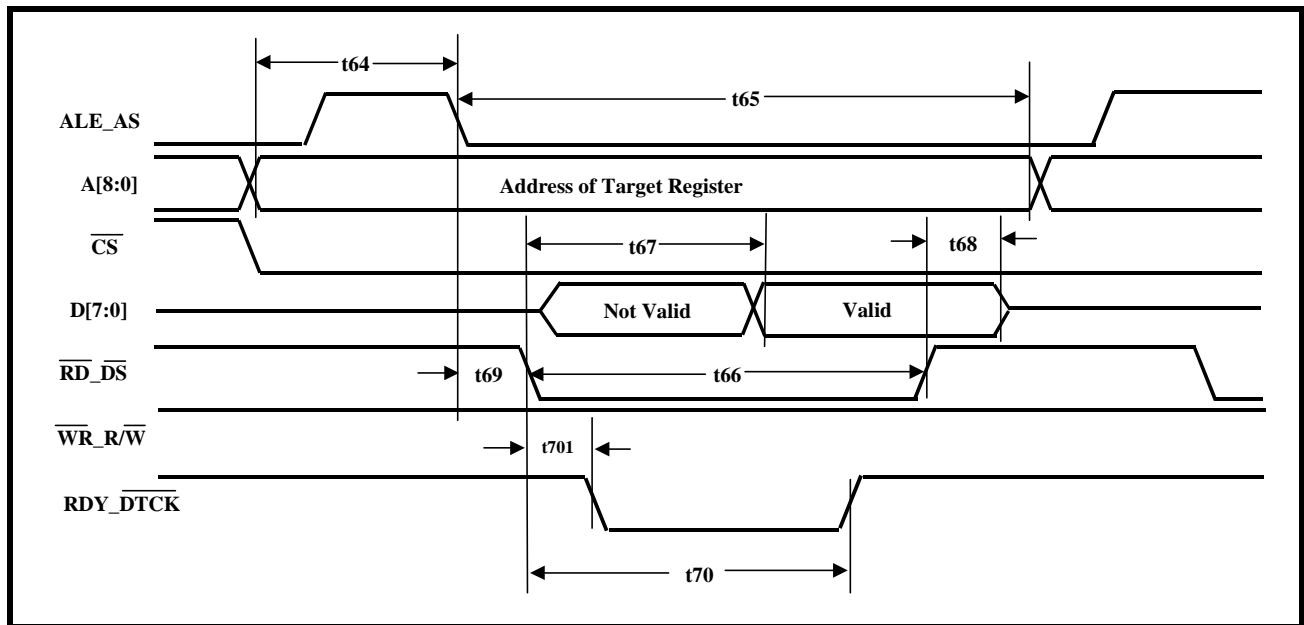 t64
t65
ALE_AS
A[8:0]
Address of Target Register
CS
t67
t68
D[7:0]
Not Valid
Valid
RD_DS
t69
t66
WR_R/W
t701
RDY_DTCK
t70